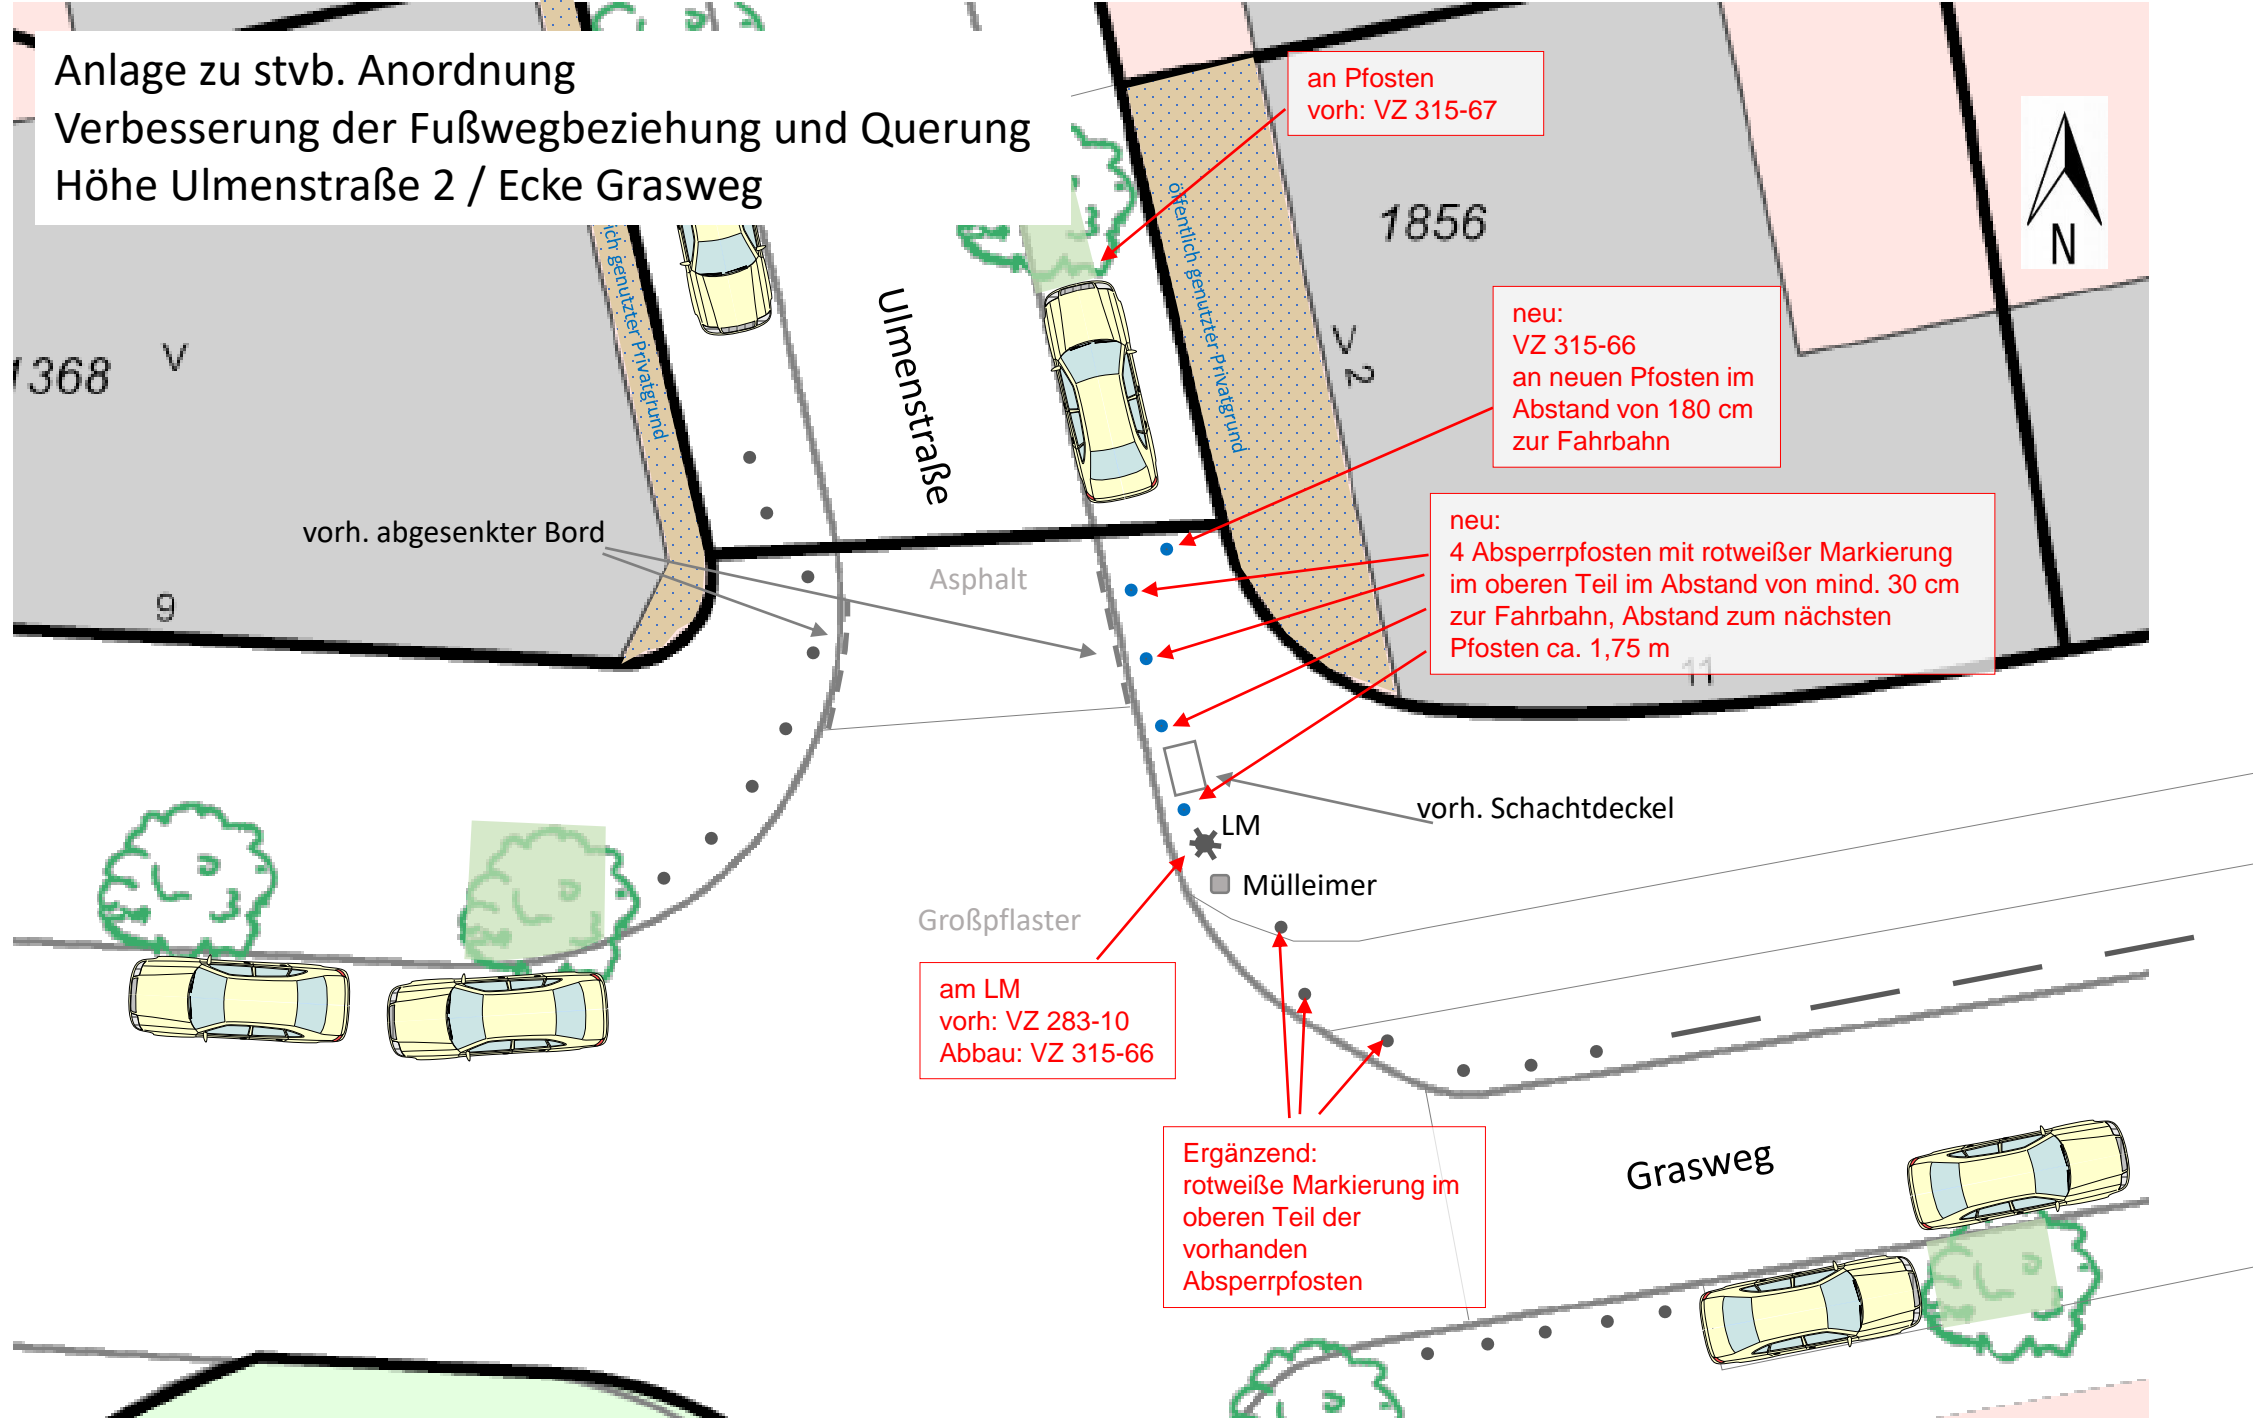 Anlage zu stvb. Anordnung
Verbesserung der Fußwegbeziehung und Querung
Höhe Ulmenstraße 2 / Ecke Grasweg
an Pfosten
vorh: VZ 315-67
N
1856
öffentlich genutzter Privatgrund
genutzter Privatgrund
Ulmenstraße
V
2
1368
V
9
neu:
VZ 315-66
an neuen Pfosten im
Abstand von 180 cm
zur Fahrbahn
vorh. abgesenkter Bord
Asphalt
neu:
4 Absperrpfosten mit rotweißer Markierung
im oberen Teil im Abstand von mind. 30 cm
zur Fahrbahn, Abstand zum nächsten
Pfosten ca. 1,75 m
11
vorh. Schachtdeckel
LM
Mülleimer
Großpflaster
am LM
vorh: VZ 283-10
Abbau: VZ 315-66
Ergänzend:
rotweiße Markierung im
oberen Teil der
vorhanden
Absperrpfosten
Grasweg